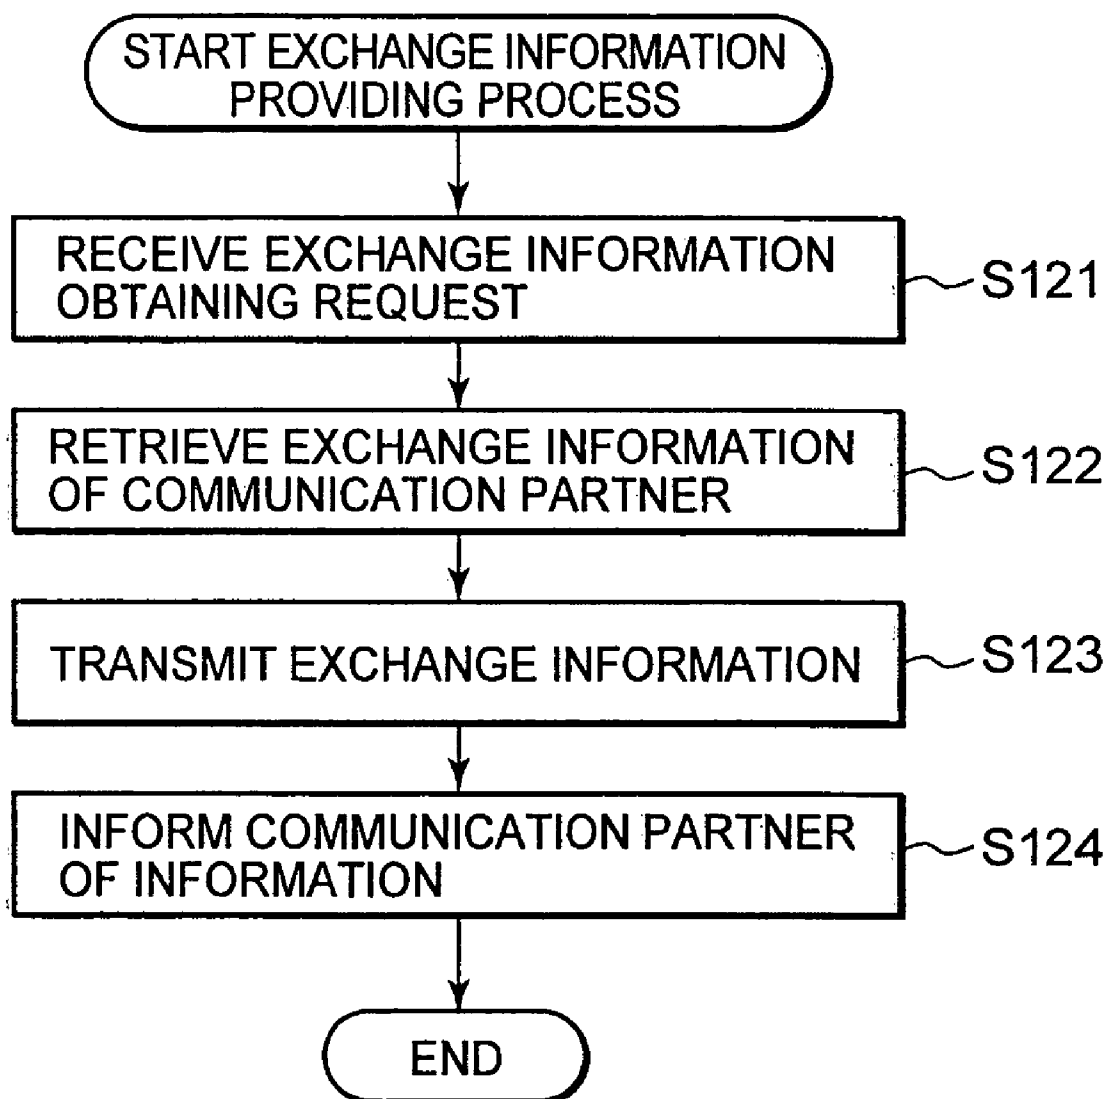 START EXCHANGE INFORMATION
PROVIDING PROCESS
RECEIVE EXCHANGE INFORMATION
OBTAINING REQUEST
S121
RETRIEVE EXCHANGE INFORMATION
OF COMMUNICATION PARTNER
S122
TRANSMIT EXCHANGE INFORMATION
S123
INFORM COMMUNICATION PARTNER
OF INFORMATION
S124
END